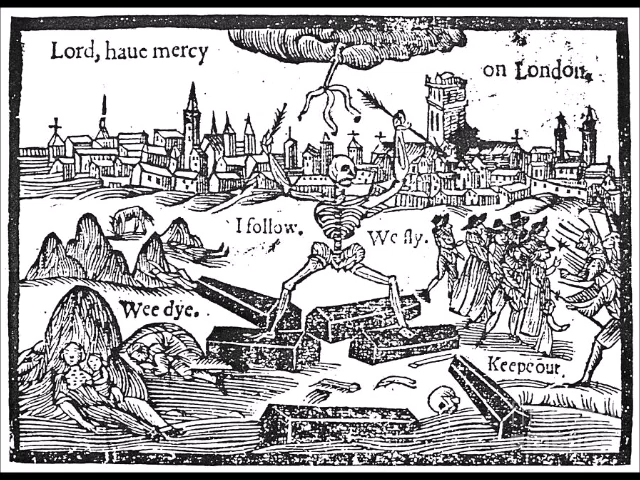 Lord, haue mercy
on London.
I follow.
We fly.
Wee dye.
Keepe out.